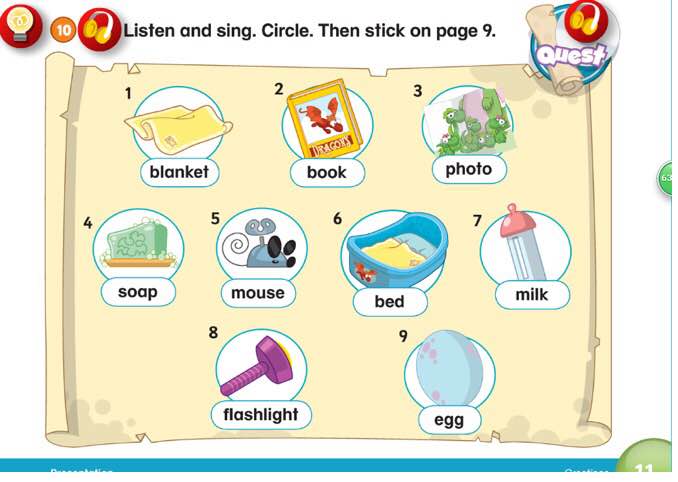 10 Listen and sing. Circle. Then stick on page 9.
Quest
1 2 3
DRAGONS
blanket book photo
4 5 6 7
soap mouse bed milk
8 9
flashlight egg
63
Presentation Greetings 11